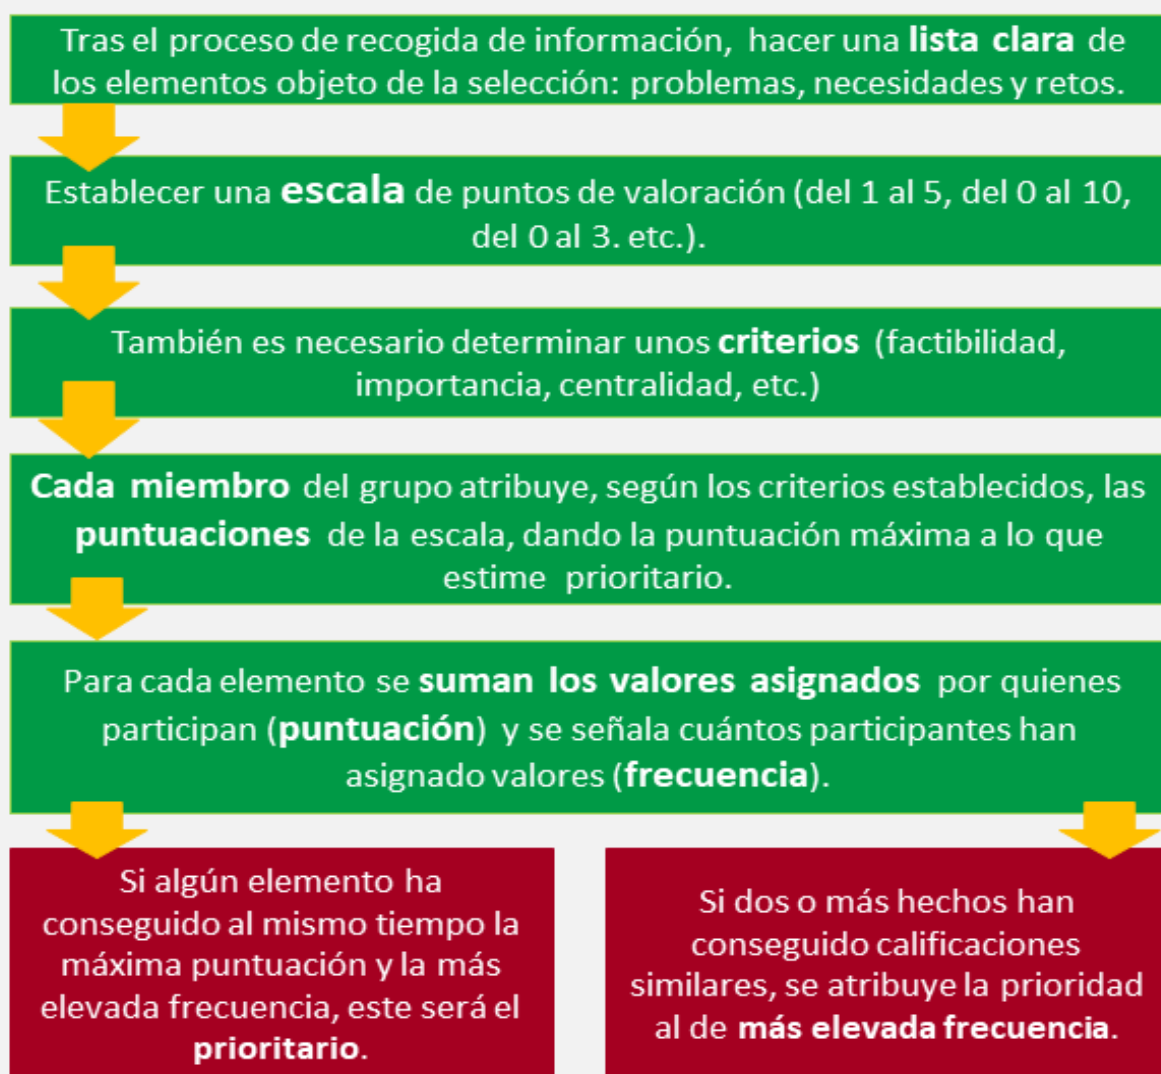 Tras el proceso de recogida de información, hacer una lista clara de
los elementos objeto de la selección: problemas, necesidades y retos.
Establecer una escala de puntos de valoración (del 1 al 5, del 0 al 10,
del 0 al 3. etc.).
También es necesario determinar unos criterios (factibilidad,
importancia, centralidad, etc.)
Cada miembro del grupo atribuye, según los criterios establecidos, las
puntuaciones de la escala, dando la puntuación máxima a lo que
estime prioritario.
Para cada elemento se suman los valores asignados por quienes
participan (puntuación) y se señala cuántos participantes han
asignado valores (frecuencia).
Si algún elemento ha
conseguido al mismo tiempo la
máxima puntuación y la más
elevada frecuencia, este será el
prioritario.
Si dos o más hechos han
conseguido calificaciones
similares, se atribuye la prioridad
al de más elevada frecuencia.